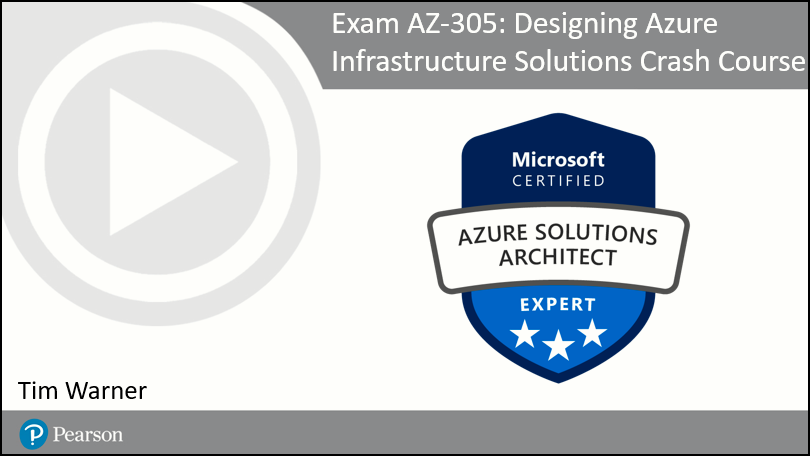 Exam AZ-305: Designing Azure
Infrastructure Solutions Crash Course
Microsoft
CERTIFIED
AZURE SOLUTIONS
ARCHITECT
EXPERT
Tim Warner
Pearson